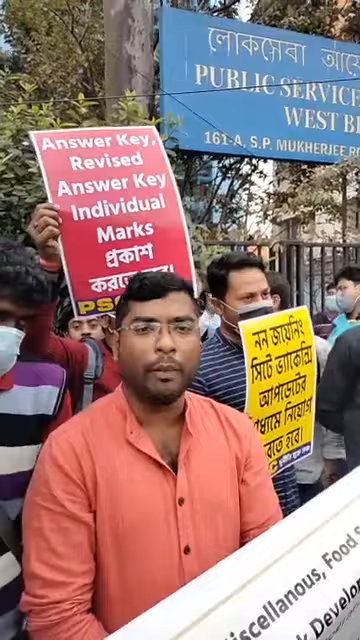 লোকসেবা
PUBLIC SERVICE
WEST B
161-A, S.P. MUKHERJEE RO
Answer Key,
Revised
Answer Key
Individual
Marks
প্রকাশ
করতে হবে
PSC
নন জয়েনিং
সিটে ভ্যাকেন্সি
আপডেট
মাধ্যমে নিয়োগ
করতে হবে.
Miscellaneous, Food S
k Develop